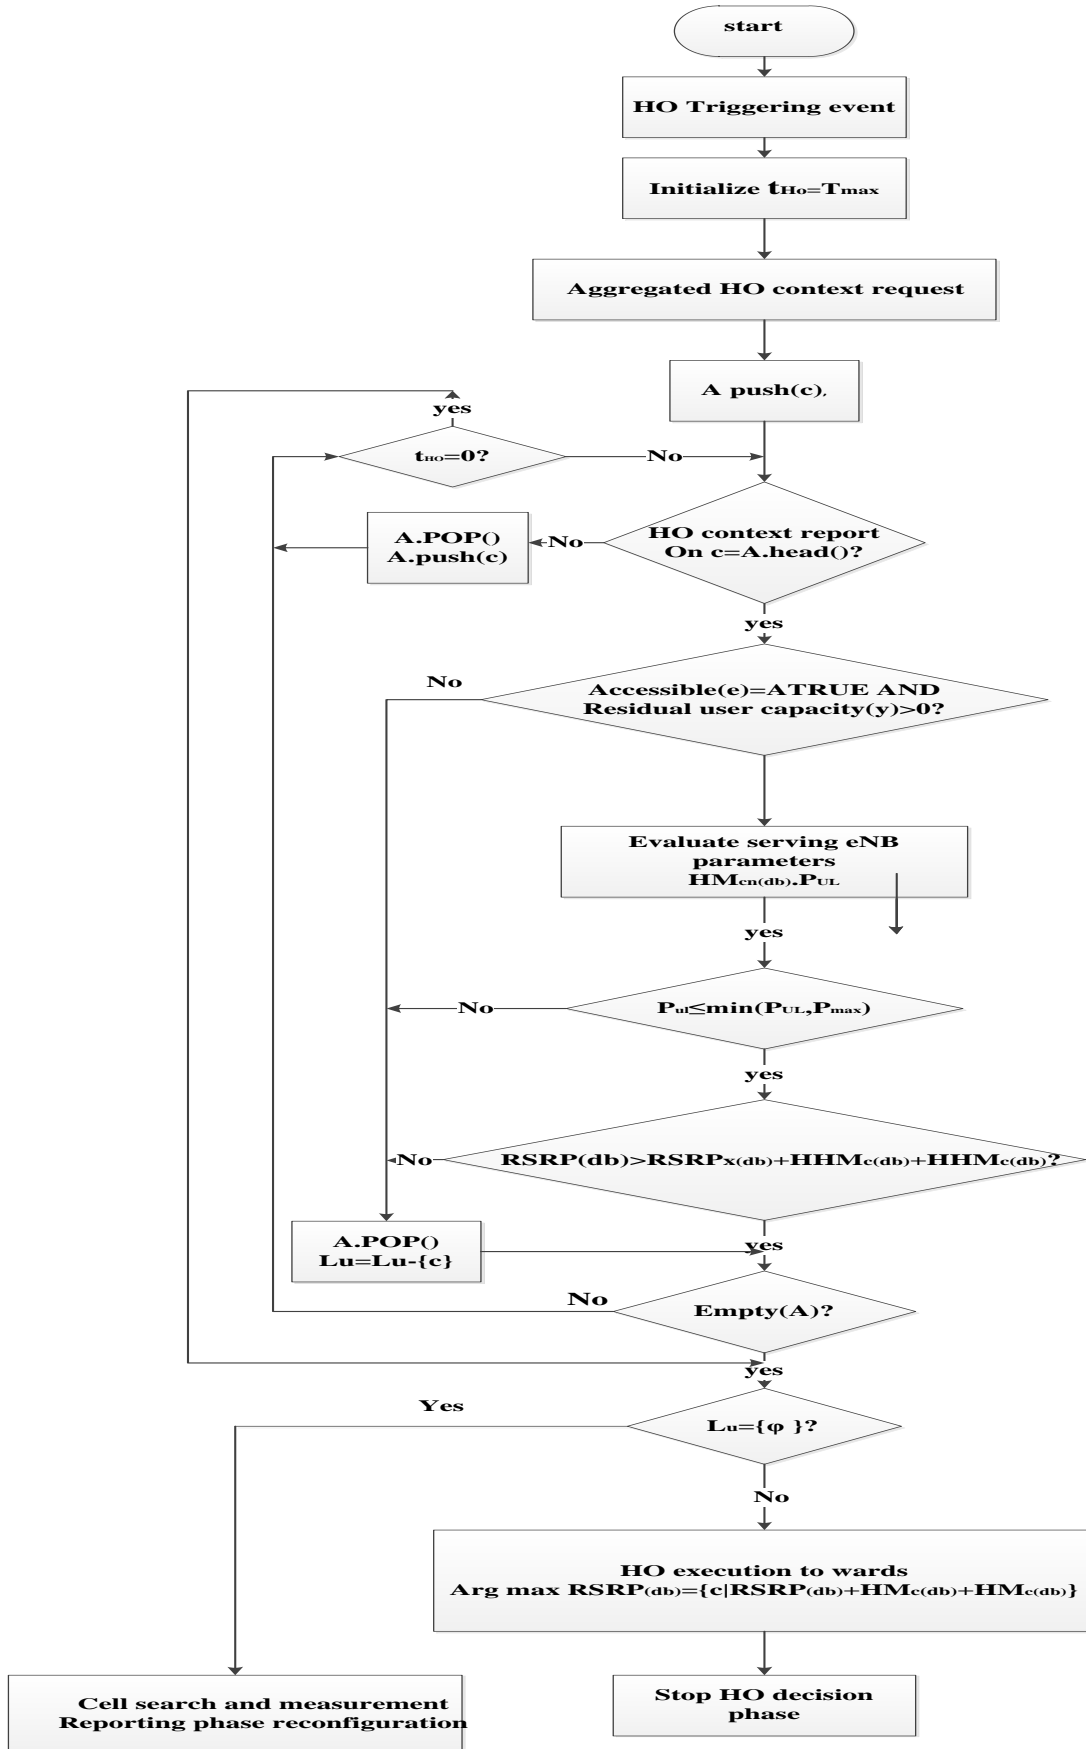 start
HO Triggering event
Initialize tHo=Tmax
Aggregated HO context request
A push(c).
yes
tHO=0?
No
HO context report
On c=A.head()?
No
A.POP()
A.push(c)
yes
No
Accessible(e)=ATRUE AND
Residual user capacity(y)>0?
Evaluate serving eNB
parameters
HMcn(db).PUL
yes
Pul≤min(PUL,Pmax)
No
yes
RSRP(db)>RSRPx(db)+HHMc(db)+HHMc(db)?
No
A.POP()
Lu=Lu-{c}
yes
No
Empty(A)?
yes
Yes
Lu={φ }?
No
HO execution to wards
Arg max RSRP(db)={c|RSRP(db)+HMc(db)+HMc(db)}
Cell search and measurement
Reporting phase reconfiguration
Stop HO decision
phase